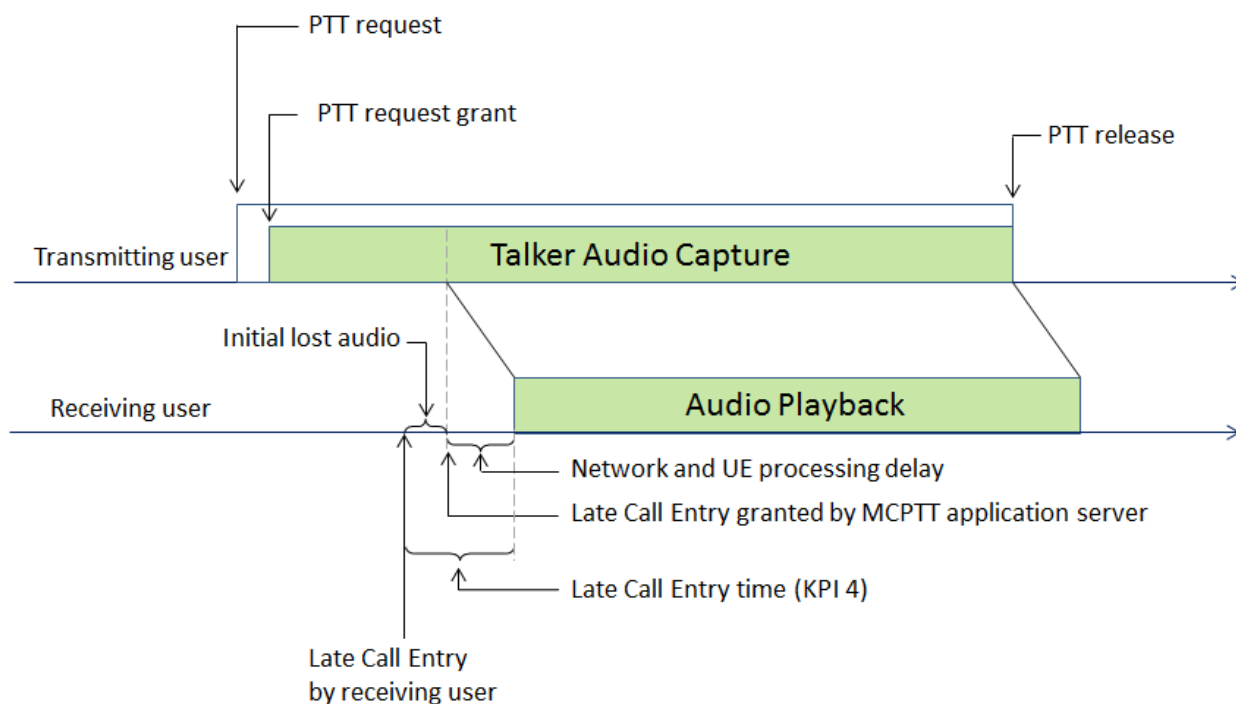 PTT request
PTT request grant
PTT release
Transmitting user
Talker Audio Capture
Initial lost audio
Receiving user
Audio Playback
Network and UE processing delay
Late Call Entry granted by MCPTT application server
Late Call Entry time (KPI 4)
Late Call Entry
by receiving user